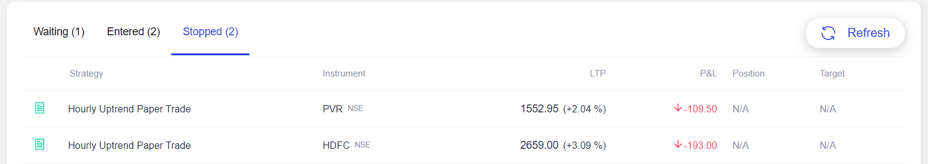 Waiting (1) Entered (2) Stopped (2) Refresh
Strategy Instrument LTP P&L Position Target
Hourly Uptrend Paper Trade PVR NSE 1552.95 (+2.04 %) ↓-109.50 N/A N/A
Hourly Uptrend Paper Trade HDFC NSE 2659.00 (+3.09 %) ↓-193.00 N/A N/A